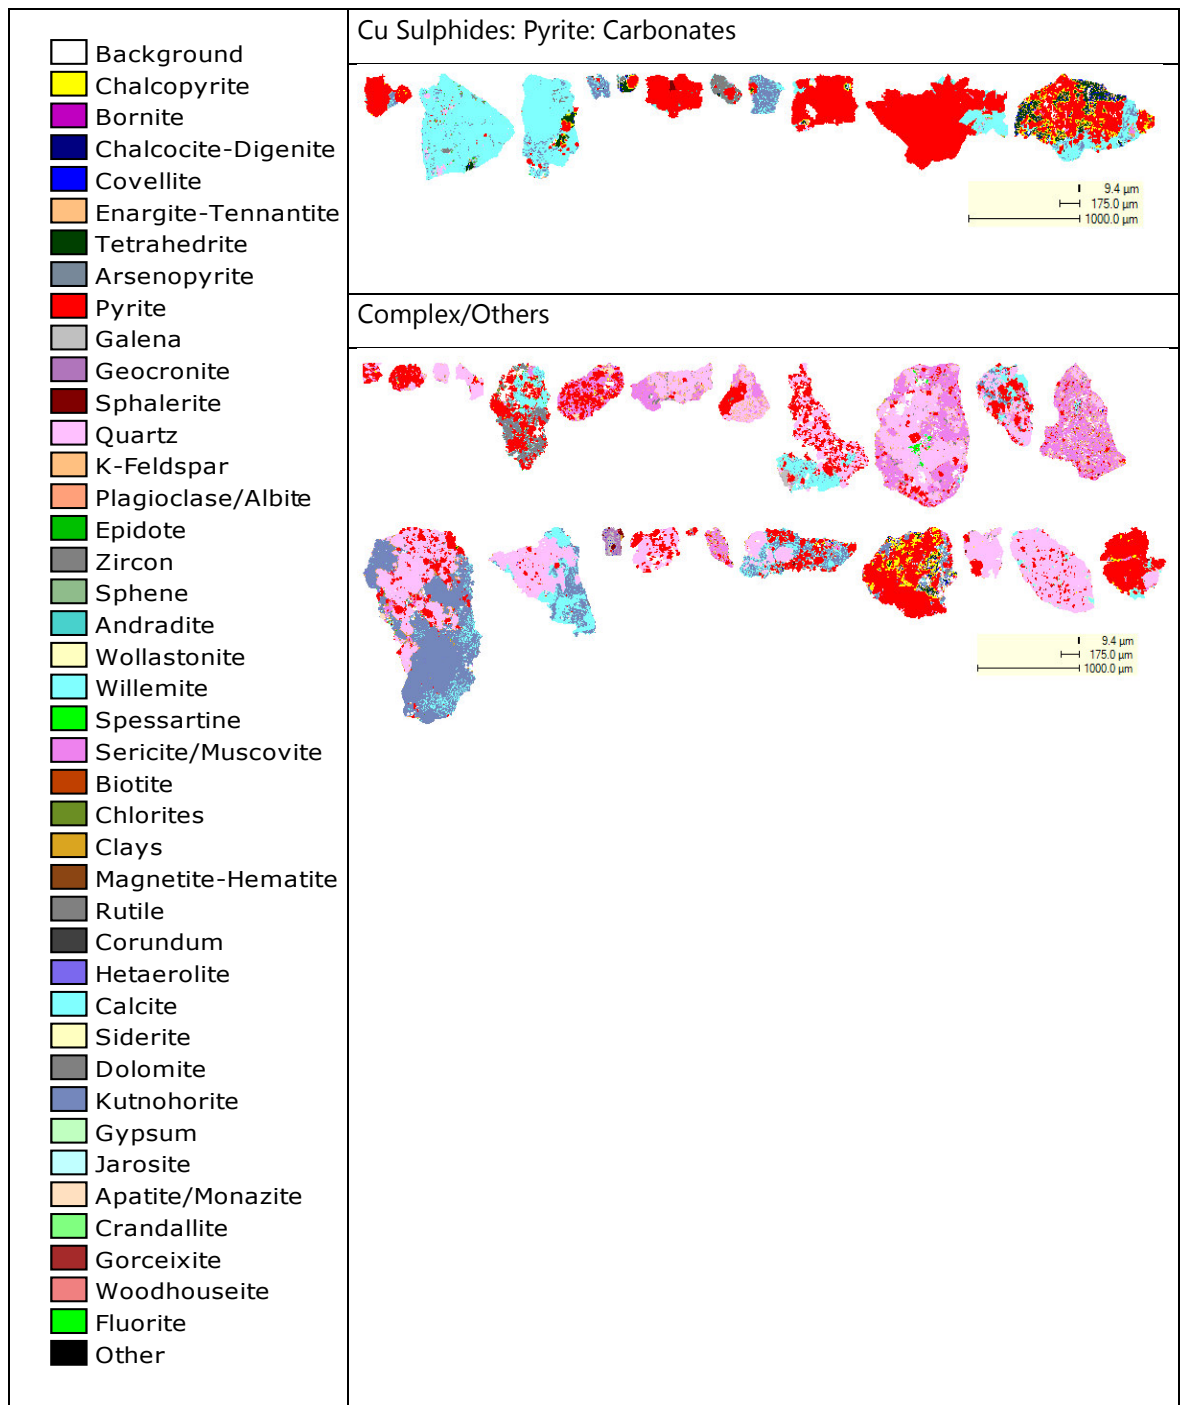 Background
Chalcopyrite
Bornite
Chalcocite-Digenite
Covellite
Enargite-Tennantite
Tetrahedrite
Arsenopyrite
Pyrite
Galena
Geocronite
Sphalerite
Quartz
K-Feldspar
Plagioclase/Albite
Epidote
Zircon
Sphene
Andradite
Wollastonite
Willemite
Spessartine
Sericite/Muscovite
Biotite
Chlorites
Clays
Magnetite-Hematite
Rutile
Corundum
Hetaerolite
Calcite
Siderite
Dolomite
Kutnohorite
Gypsum
Jarosite
Apatite/Monazite
Crandallite
Gorceixite
Woodhouseite
Fluorite
Other
Cu Sulphides: Pyrite: Carbonates
9.4 µm
175.0 µm
1000.0 µm
Complex/Others
9.4 µm
175.0 µm
1000.0 µm